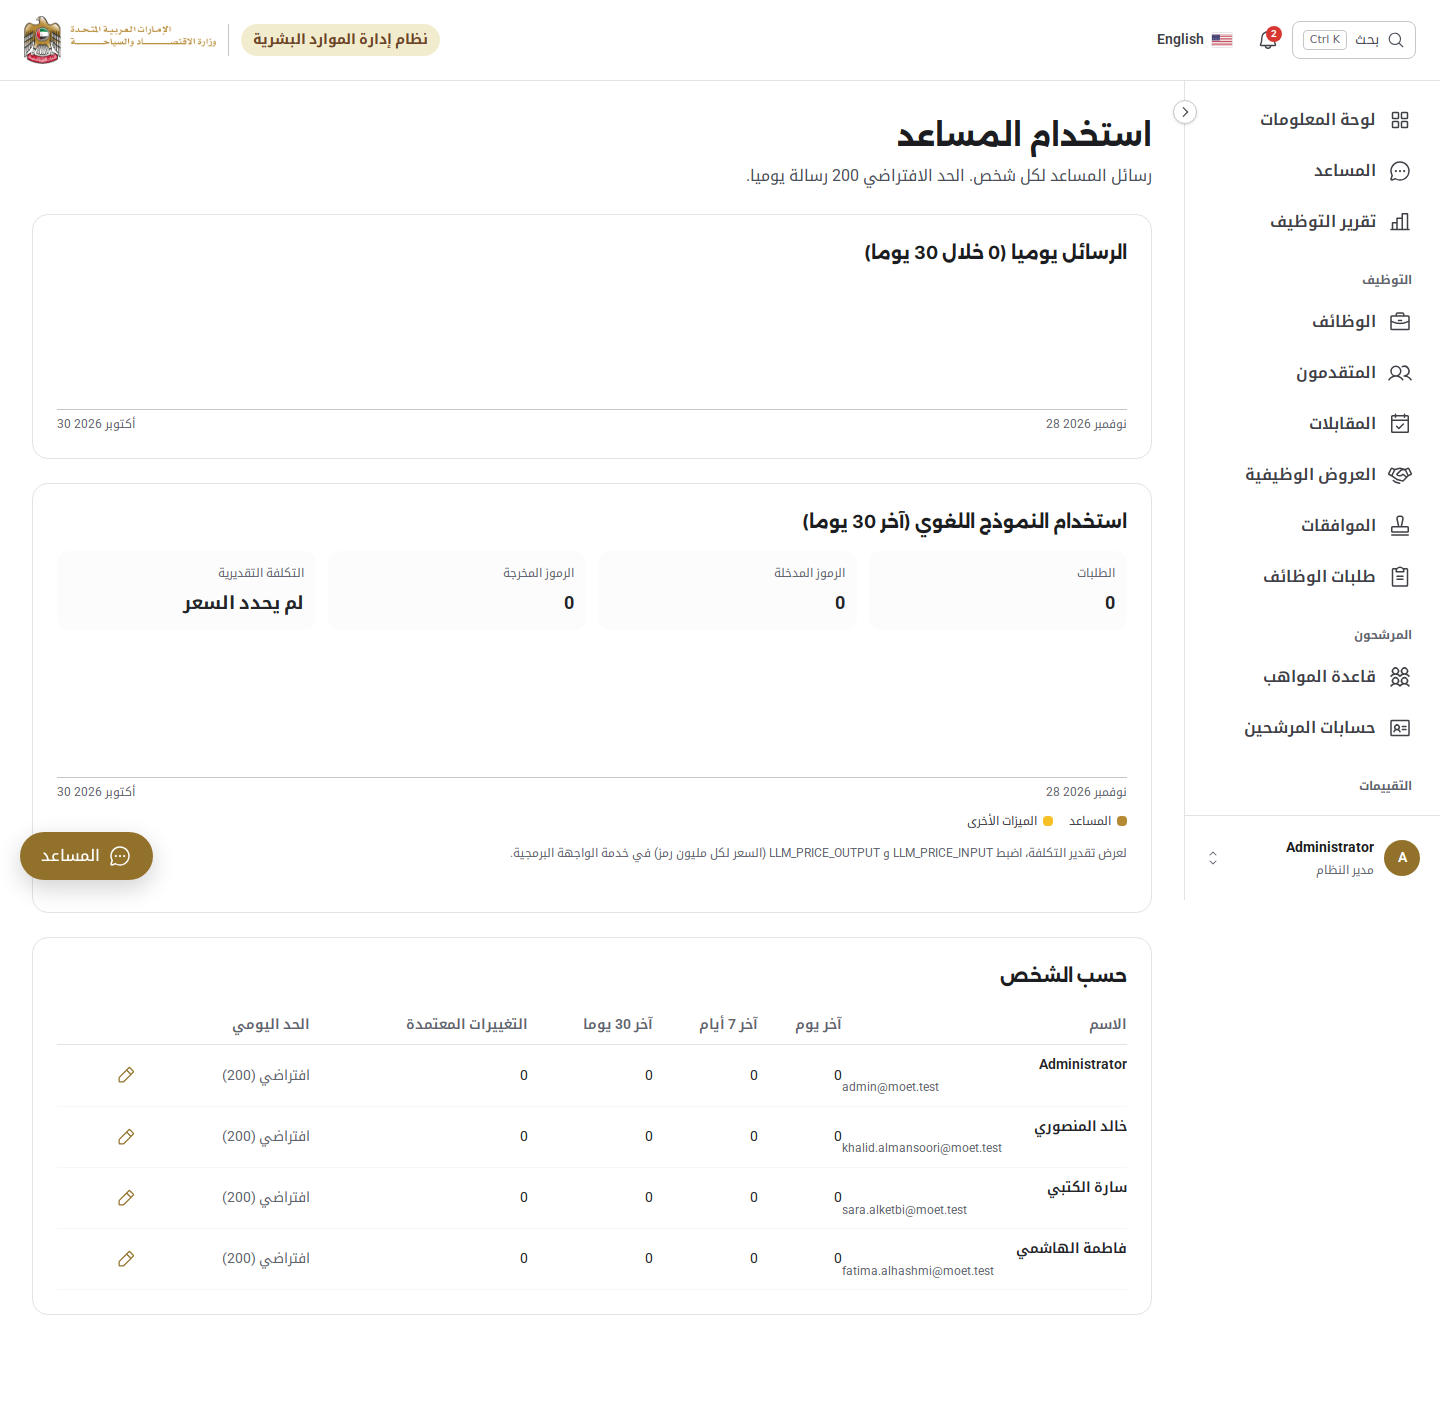 بحث Ctrl K
2
English
نظام إدارة الموارد البشرية
الإمارات العربية المتحدة
وزارة الاقتصاد والسياحة
لوحة المعلومات
المساعد
تقرير التوظيف
التوظيف
الوظائف
المتقدمون
المقابلات
العروض الوظيفية
الموافقات
طلبات الوظائف
المرشحون
قاعدة المواهب
حسابات المرشحين
التقييمات
A
Administrator
مدير النظام
استخدام المساعد
رسائل المساعد لكل شخص. الحد الافتراضي 200 رسالة يوميا.
الرسائل يوميا (0 خلال 30 يوما)
28 نوفمبر 2026
30 أكتوبر 2026
استخدام النموذج اللغوي (آخر 30 يوما)
الطلبات
0
الرموز المدخلة
0
الرموز المخرجة
0
التكلفة التقديرية
لم يحدد السعر
28 نوفمبر 2026
30 أكتوبر 2026
المساعد
الميزات الأخرى
لعرض تقدير التكلفة، اضبط LLM_PRICE_INPUT و LLM_PRICE_OUTPUT (السعر لكل مليون رمز) في خدمة الواجهة البرمجية.
المساعد
حسب الشخص
الاسم آخر يوم آخر 7 أيام آخر 30 يوما التغييرات المعتمدة الحد اليومي
Administrator
admin@moet.test
0 0 0 0 افتراضي (200)
خالد المنصوري
khalid.almansoori@moet.test
0 0 0 0 افتراضي (200)
سارة الكتبي
sara.alketbi@moet.test
0 0 0 0 افتراضي (200)
فاطمة الهاشمي
fatima.alhashmi@moet.test
0 0 0 0 افتراضي (200)